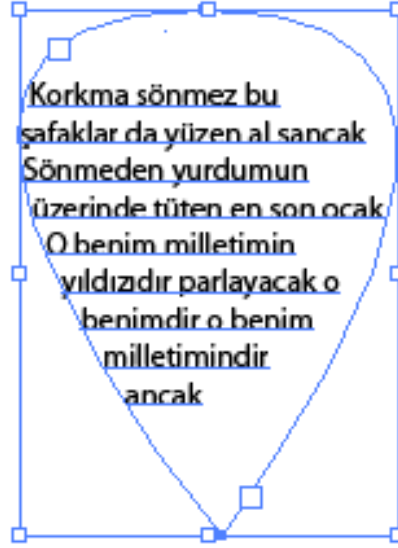 Korkma sönmez bu
şafaklar da yüzen al sancak
Sönmeden yurdumun
üzerinde tüten en son ocak
O benim milletimin
yıldızıdır parlayacak o
benimdir o benim
milletimindir
ancak